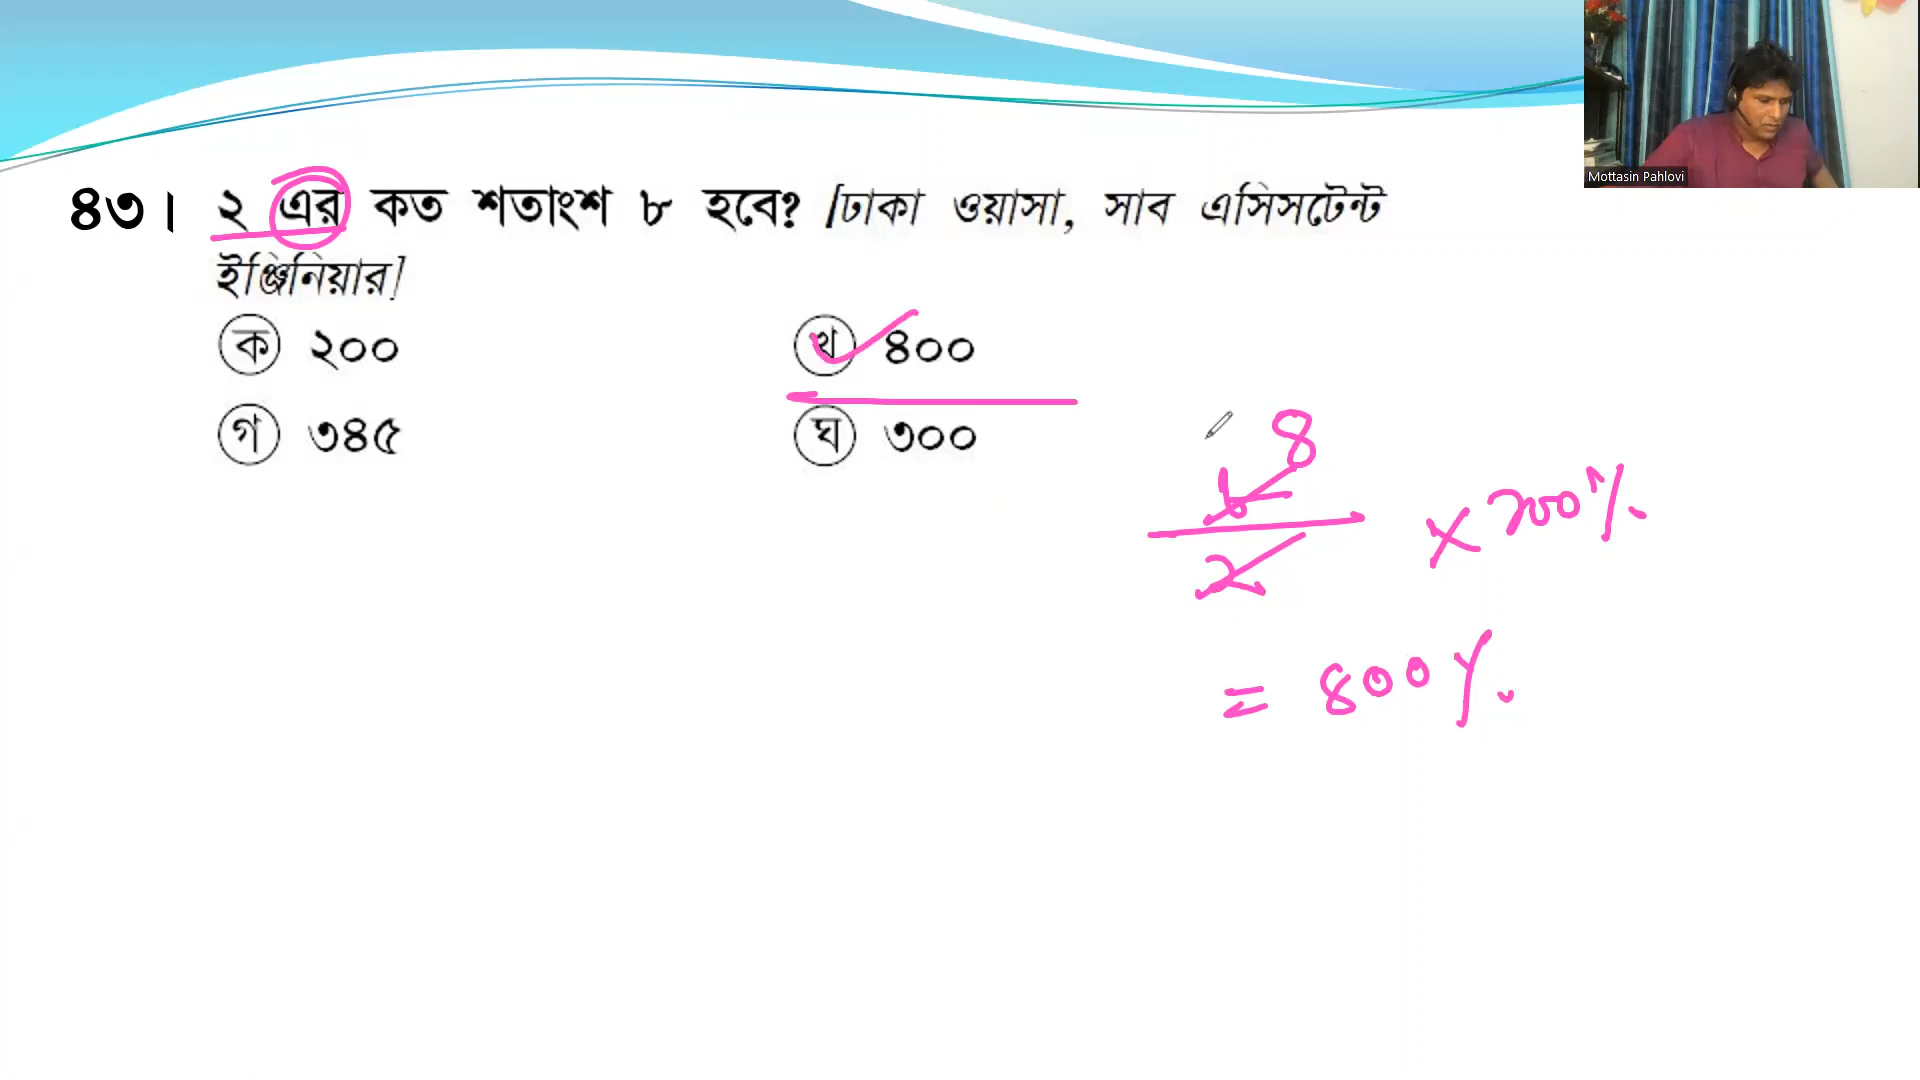 Mottasin Pahlovi
৪৩। ২ এর কত শতাংশ ৮ হবে? [ঢাকা ওয়াসা, সাব এসিসটেন্ট
ইঞ্জিনিয়ার]
ক ২০০
খ ৪০০
গ ৩৪৫
ঘ ৩০০
৪
৮
২
× ১০০%
= ৪০০%